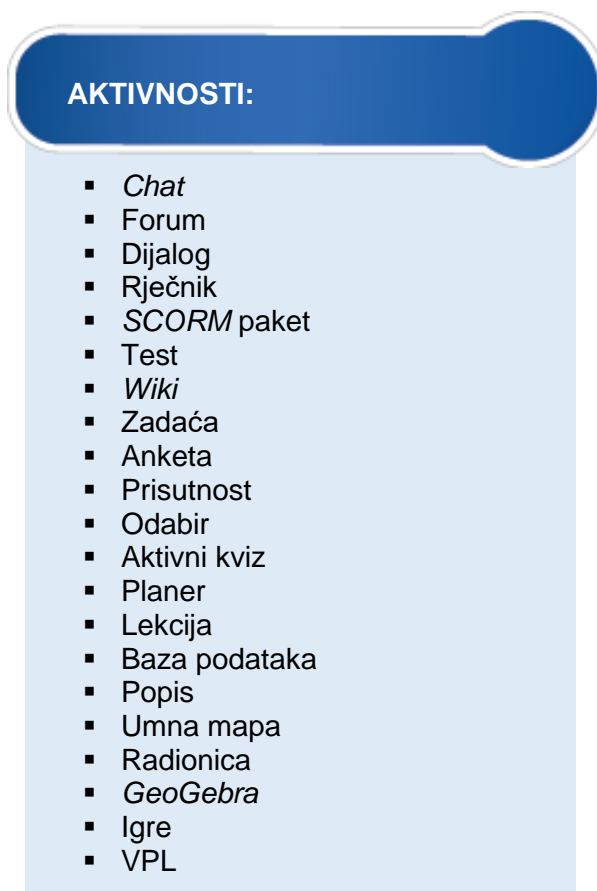 AKTIVNOSTI:
▪ Chat
▪ Forum
▪ Dijalog
▪ Rječnik
▪ SCORM paket
▪ Test
▪ Wiki
▪ Zadaća
▪ Anketa
▪ Prisutnost
▪ Odabir
▪ Aktivni kviz
▪ Planer
▪ Lekcija
▪ Baza podataka
▪ Popis
▪ Umna mapa
▪ Radionica
▪ GeoGebra
▪ Igre
▪ VPL